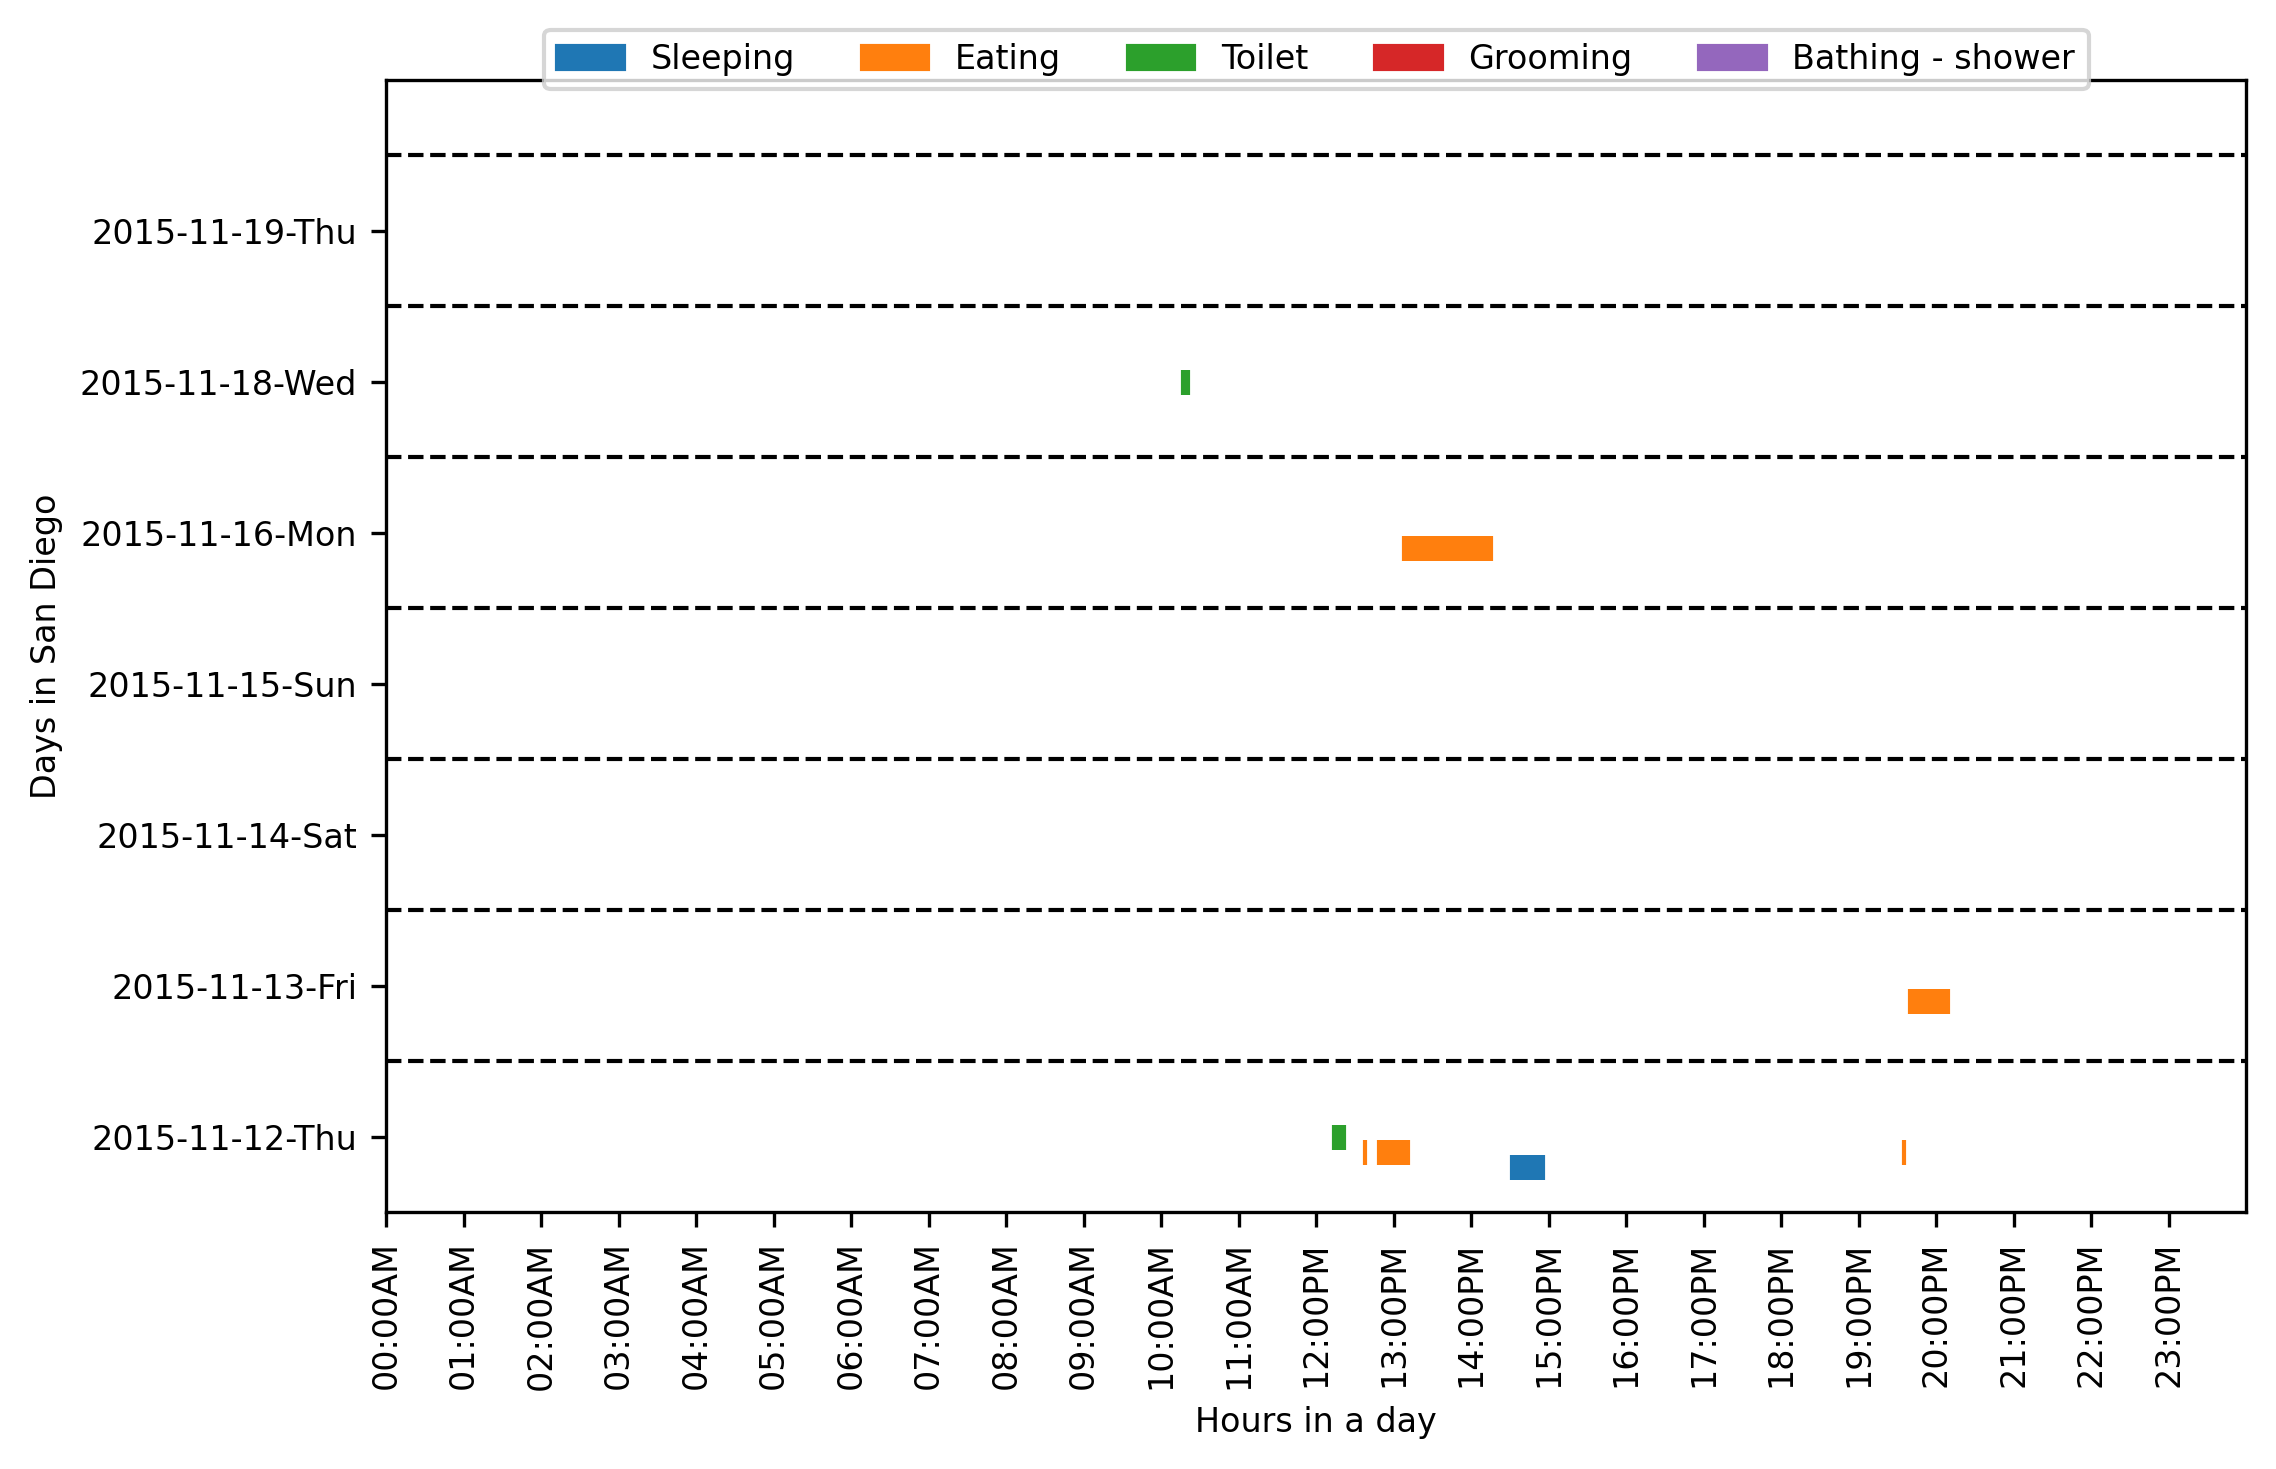 Sleeping Eating Toilet Grooming Bathing - shower
Days in San Diego
2015-11-19-Thu
2015-11-18-Wed
2015-11-16-Mon
2015-11-15-Sun
2015-11-14-Sat
2015-11-13-Fri
2015-11-12-Thu
00:00AM
01:00AM
02:00AM
03:00AM
04:00AM
05:00AM
06:00AM
07:00AM
08:00AM
09:00AM
10:00AM
11:00AM
12:00PM
13:00PM
14:00PM
15:00PM
16:00PM
17:00PM
18:00PM
19:00PM
20:00PM
21:00PM
22:00PM
23:00PM
Hours in a day